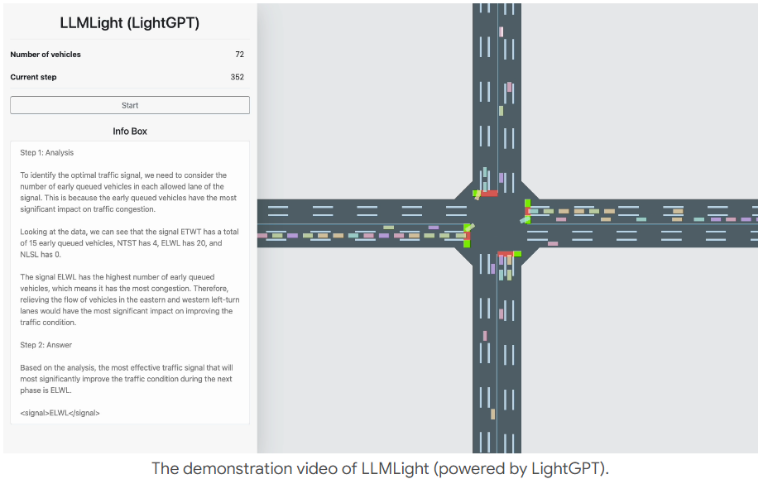 LLMLight (LightGPT)
Number of vehicles 72
Current step 352
Start
Info Box
Step 1: Analysis
To identify the optimal traffic signal, we need to consider the
number of early queued vehicles in each allowed lane of the
signal. This is because the early queued vehicles have the most
significant impact on traffic congestion.
Looking at the data, we can see that the signal ETWT has a total
of 15 early queued vehicles, NTST has 4, ELWL has 20, and
NLSL has 0.
The signal ELWL has the highest number of early queued
vehicles, which means it has the most congestion. Therefore,
relieving the flow of vehicles in the eastern and western left-turn
lanes would have the most significant impact on improving the
traffic condition.
Step 2: Answer
Based on the analysis, the most effective traffic signal that will
most significantly improve the traffic condition during the next
phase is ELWL.
<signal>ELWL</signal>
The demonstration video of LLMLight (powered by LightGPT).